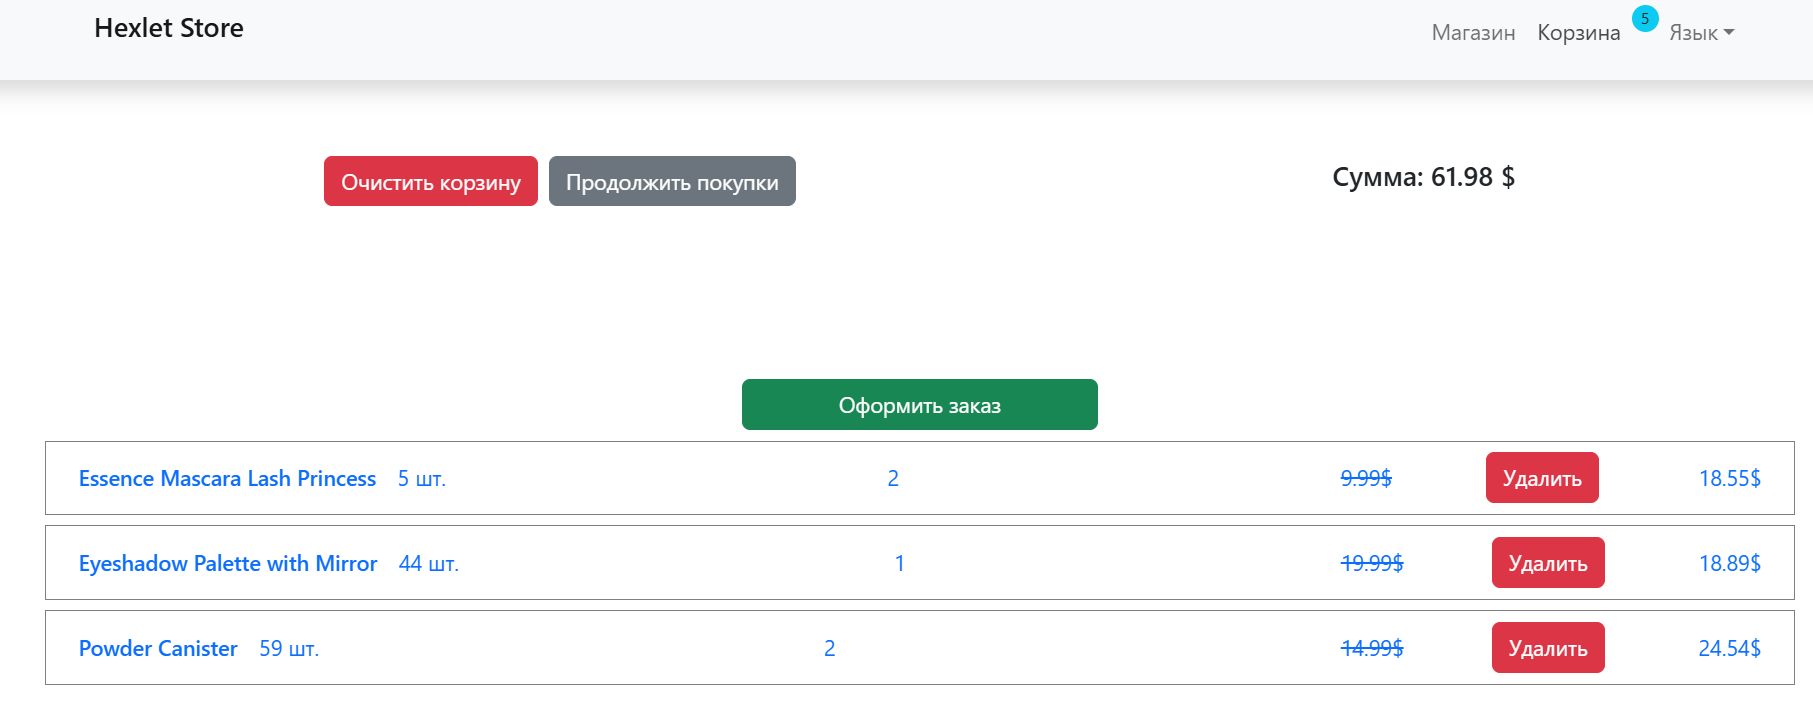 Hexlet Store
Магазин Корзина 5 Язык
Очистить корзину Продолжить покупки Сумма: 61.98 $
Оформить заказ
Essence Mascara Lash Princess 5 шт. 2 9.99$ Удалить 18.55$
Eyeshadow Palette with Mirror 44 шт. 1 19.99$ Удалить 18.89$
Powder Canister 59 шт. 2 14.99$ Удалить 24.54$